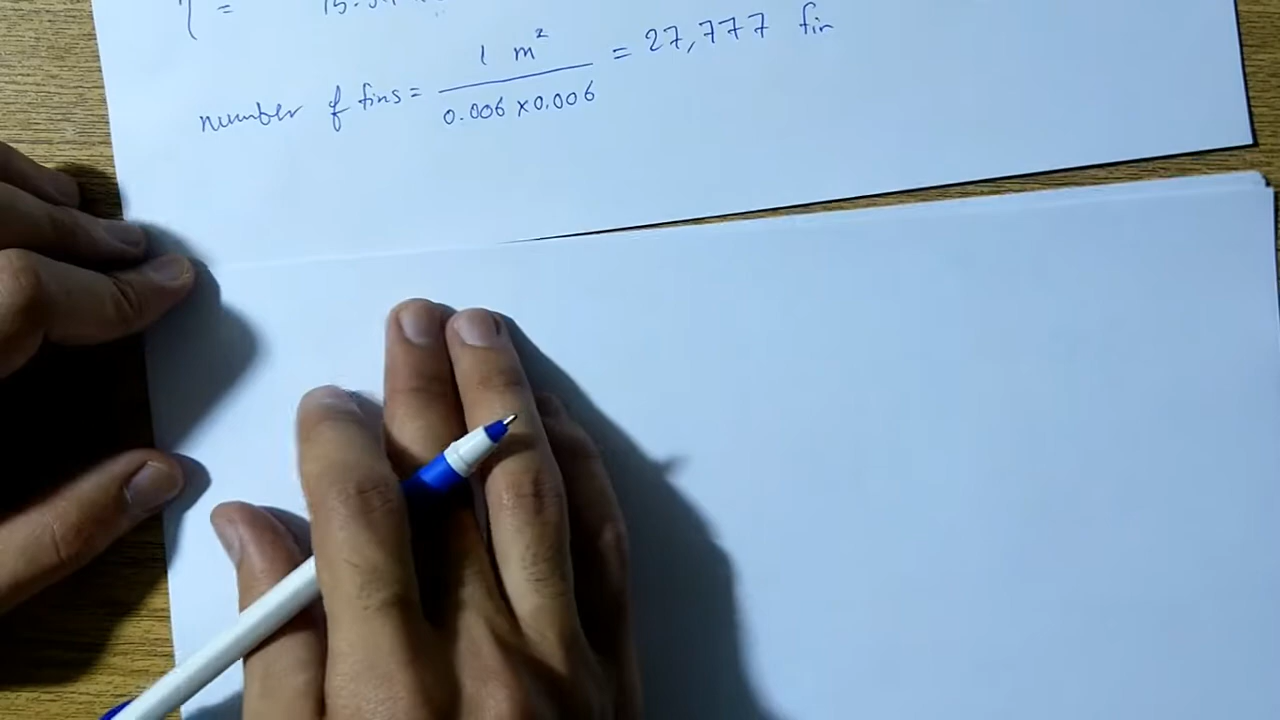 η =
number of fins = 1 m² / 0.006 × 0.006 = 27,777 fin